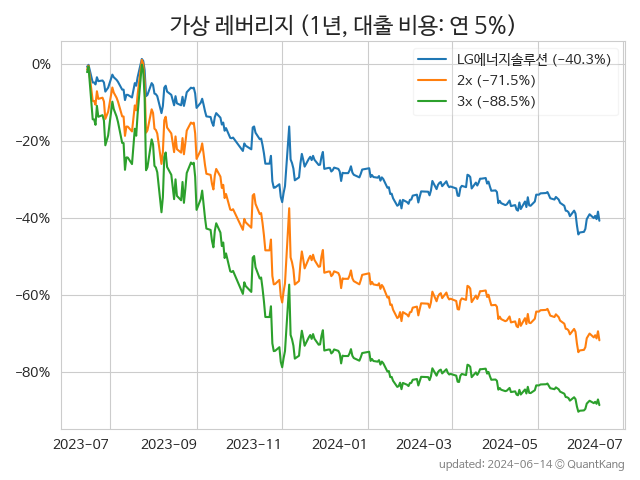 가상 레버리지 (1년, 대출 비용: 연 5%)
LG에너지솔루션 (−40.3%)
2x (−71.5%)
3x (−88.5%)
0%
−20%
−40%
−60%
−80%
2023−07 2023−09 2023−11 2024−01 2024−03 2024−05 2024−07
updated: 2024-06-14 © QuantKang